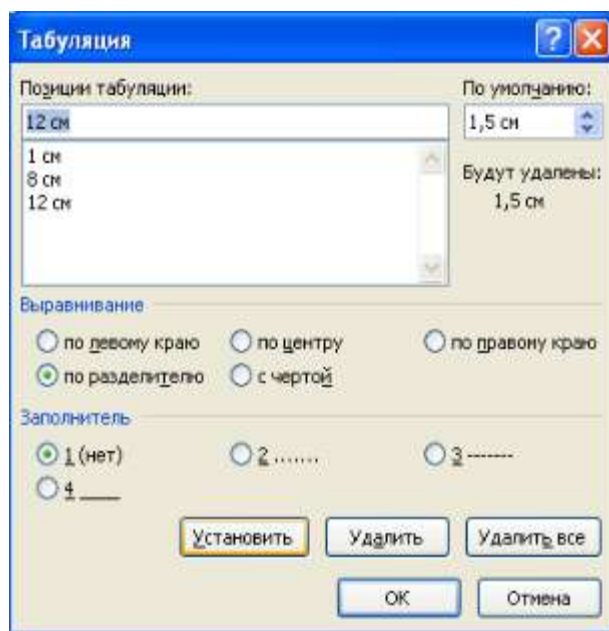 Табуляция
Позиции табуляции:
По умолчанию:
12 см
1,5 см
1 см
8 см
12 см
Будут удалены:
1,5 см
Выравнивание
по левому краю
по центру
по правому краю
по разделителю
с чертой
Заполнитель
1 (нет)
2 .......
3 -------
4 ____
Установить
Удалить
Удалить все
ОК
Отмена